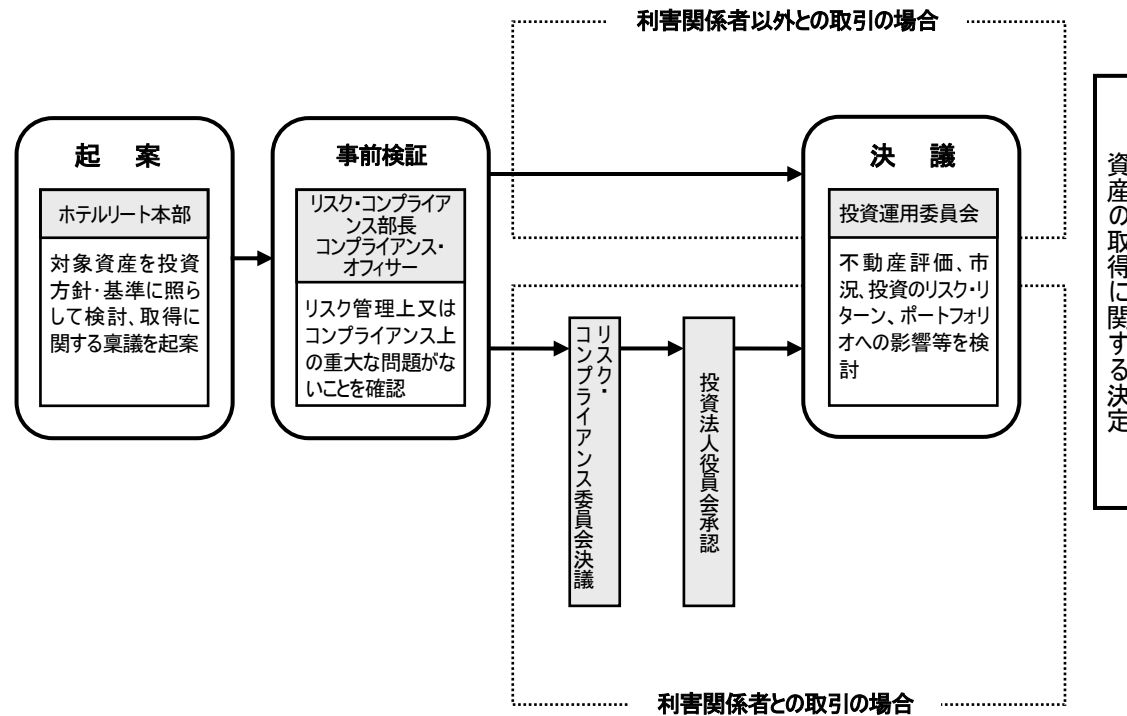 利害関係者以外との取引の場合
起 案
ホテルリート本部
対象資産を投資
方針・基準に照ら
して検討、取得に
関する稟議を起案
事前検証
リスク・コンプライア
ンス部長
コンプライアンス・
オフィサー
リスク管理上又は
コンプライアンス上
の重大な問題がな
いことを確認
リスク・
コンプライアンス委員会決議
投資法人役員会承認
決 議
投資運用委員会
不動産評価、市
況、投資のリスク・リ
ターン、ポートフォリ
オへの影響等を検
討
資産の取得に関する決定
利害関係者との取引の場合